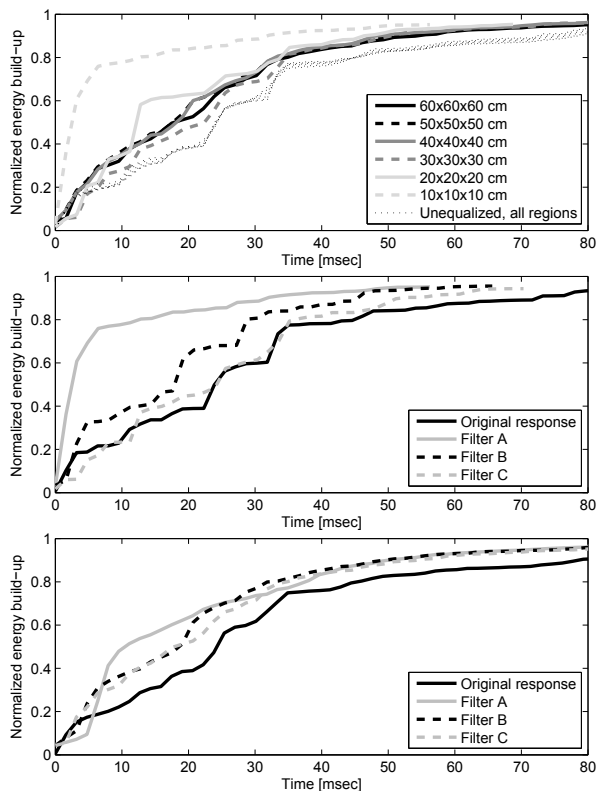 1
0.8
0.6
0.4
0.2
0
Normalized energy build-up
60x60x60 cm
50x50x50 cm
40x40x40 cm
30x30x30 cm
20x20x20 cm
10x10x10 cm
Unequalized, all regions
0 10 20 30 40 50 60 70 80
Time [msec]
1
0.8
0.6
0.4
0.2
0
Normalized energy build-up
Original response
Filter A
Filter B
Filter C
0 10 20 30 40 50 60 70 80
Time [msec]
1
0.8
0.6
0.4
0.2
0
Normalized energy build-up
Original response
Filter A
Filter B
Filter C
0 10 20 30 40 50 60 70 80
Time [msec]